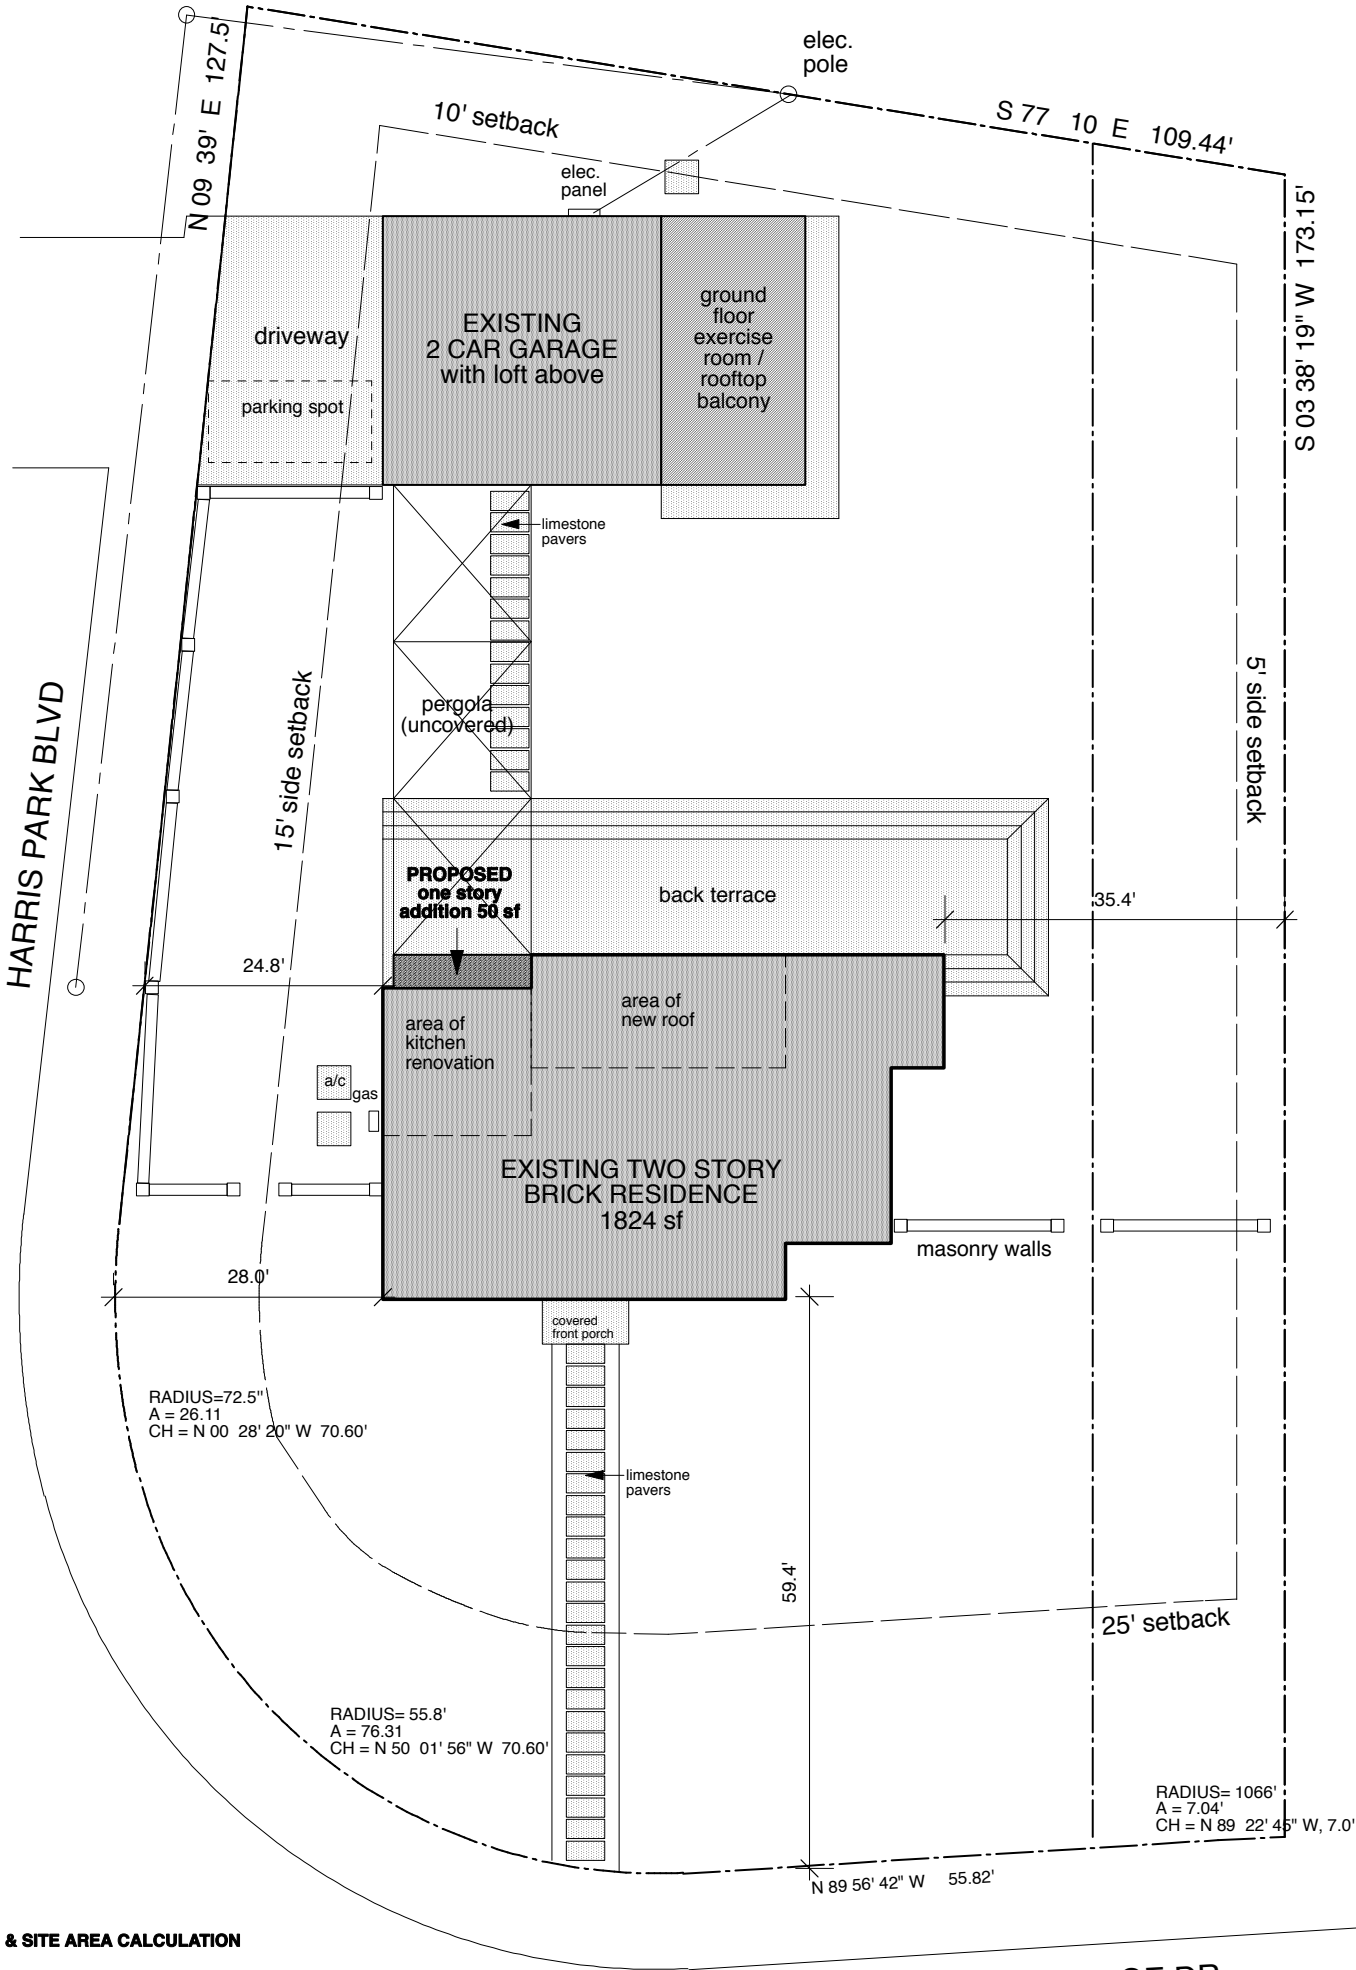 elec.
pole
N 09 39' E 127.5'
S 77 10 E 109.44'
10' setback
elec.
panel
S 03 38' 19" W 173.15'
driveway
parking spot
EXISTING
2 CAR GARAGE
with loft above
ground
floor
exercise
room /
rooftop
balcony
limestone
pavers
pergola
(uncovered)
HARRIS PARK BLVD
15' side setback
5' side setback
PROPOSED
one story
addition 50 sf
back terrace
35.4'
24.8'
area of
kitchen
renovation
area of
new roof
a/c
gas
EXISTING TWO STORY
BRICK RESIDENCE
1824 sf
masonry walls
28.0'
covered
front porch
RADIUS=72.5"
A = 26.11
CH = N 00 28' 20" W 70.60'
limestone
pavers
59.4'
25' setback
RADIUS= 55.8'
A = 76.31
CH = N 50 01' 56" W 70.60'
RADIUS= 1066'
A = 7.04'
CH = N 89 22' 45" W, 7.0'
N 89 56' 42" W 55.82'
& SITE AREA CALCULATION